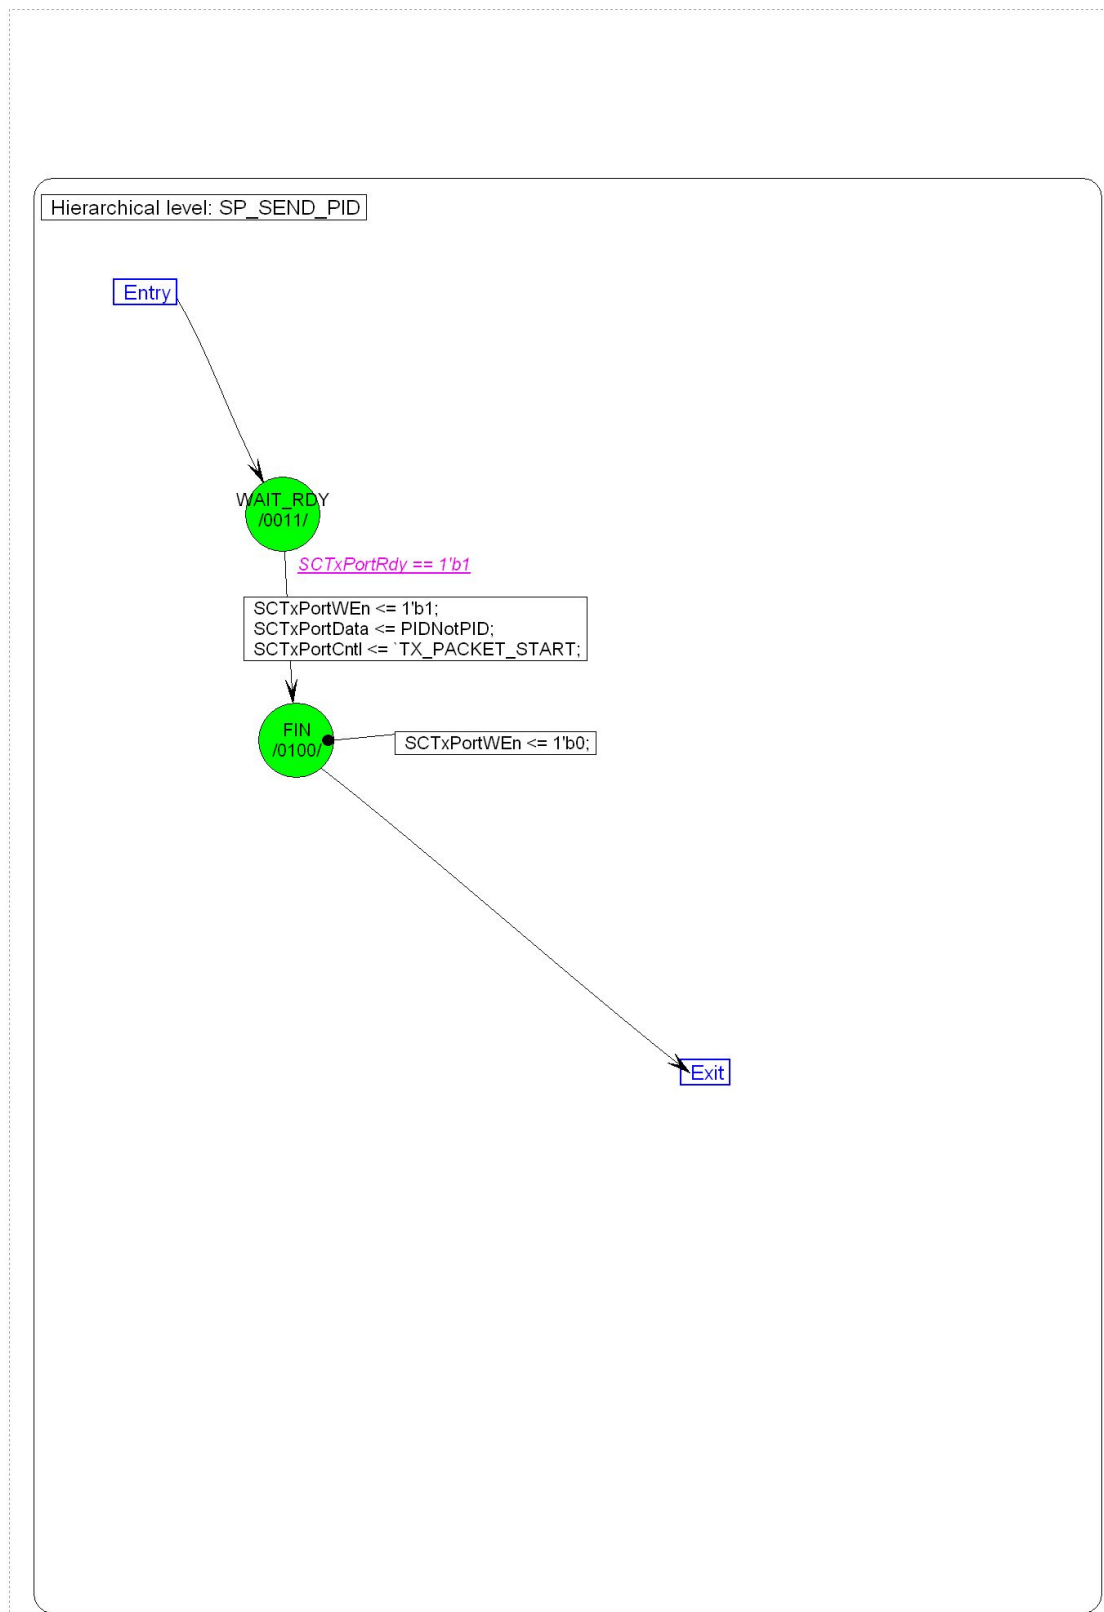 Hierarchical level: SP_SEND_PID
Entry
WAIT_RDY
/0011/
SCTxPortRdy == 1'b1
SCTxPortWEn <= 1'b1;
SCTxPortData <= PIDNotPID;
SCTxPortCntl <= `TX_PACKET_START;
FIN
/0100/
SCTxPortWEn <= 1'b0;
Exit